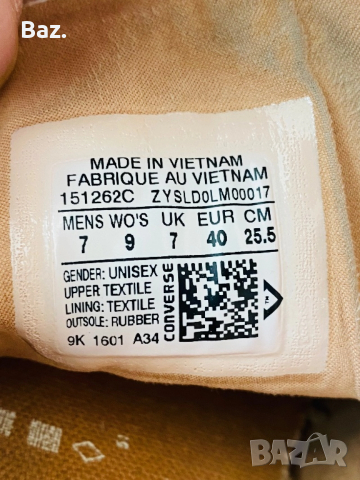 Baz.
MADE IN VIETNAM
FABRIQUE AU VIETNAM
151262C ZYSLD0LM00017
MENS WO'S UK EUR CM
7 9 7 40 25.5
GENDER: UNISEX
UPPER TEXTILE
LINING: TEXTILE
OUTSOLE: RUBBER
9K 1601 A34
CONVERSE
BAZAR